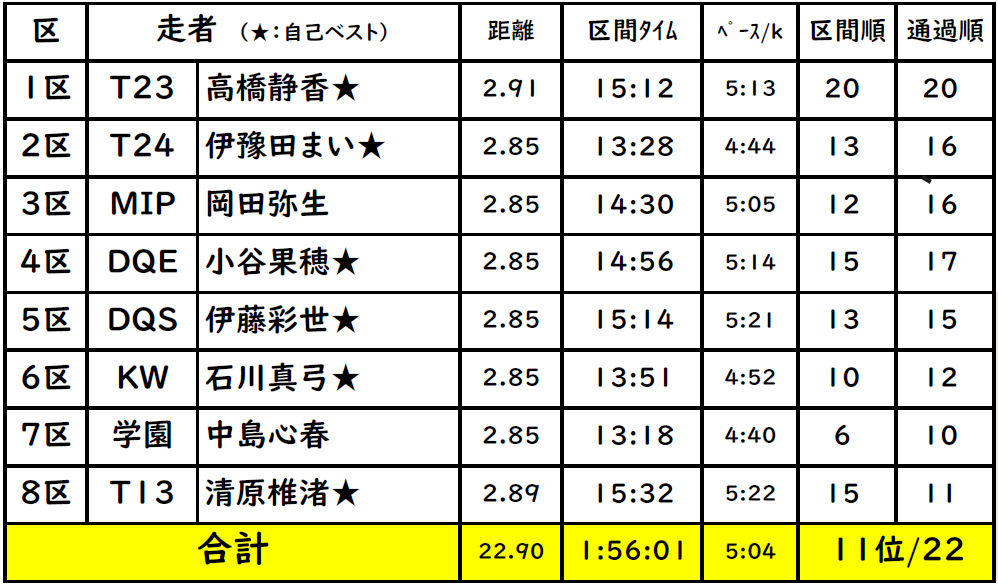 区 走者 (★:自己ベスト) 距離 区間タイム ペース/k 区間順 通過順
1区 T23 高橋静香★ 2.91 15:12 5:13 20 20
2区 T24 伊豫田まい★ 2.85 13:28 4:44 13 16
3区 MIP 岡田弥生 2.85 14:30 5:05 12 16
4区 DQE 小谷果穂★ 2.85 14:56 5:14 15 17
5区 DQS 伊藤彩世★ 2.85 15:14 5:21 13 15
6区 KW 石川真弓★ 2.85 13:51 4:52 10 12
7区 学園 中島心春 2.85 13:18 4:40 6 10
8区 T13 清原椎渚★ 2.89 15:32 5:22 15 11
合計 22.90 1:56:01 5:04 11位/22